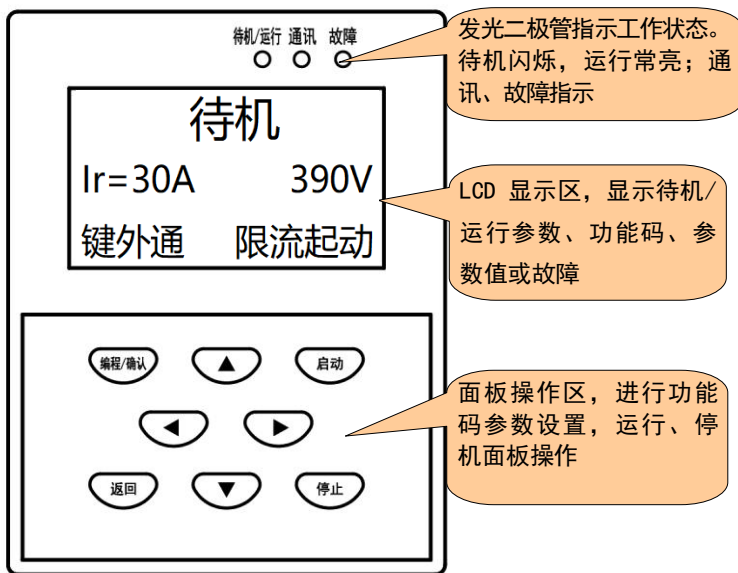 待机/运行 通讯 故障
发光二极管指示工作状态。
待机闪烁，运行常亮；通
讯、故障指示
待机
Ir=30A 390V
键外通 限流起动
LCD 显示区，显示待机/
运行参数、功能码、参
数值或故障
编程/确认 ▲ 启动
◀ ▶
返回 ▼ 停止
面板操作区，进行功能
码参数设置，运行、停
机面板操作